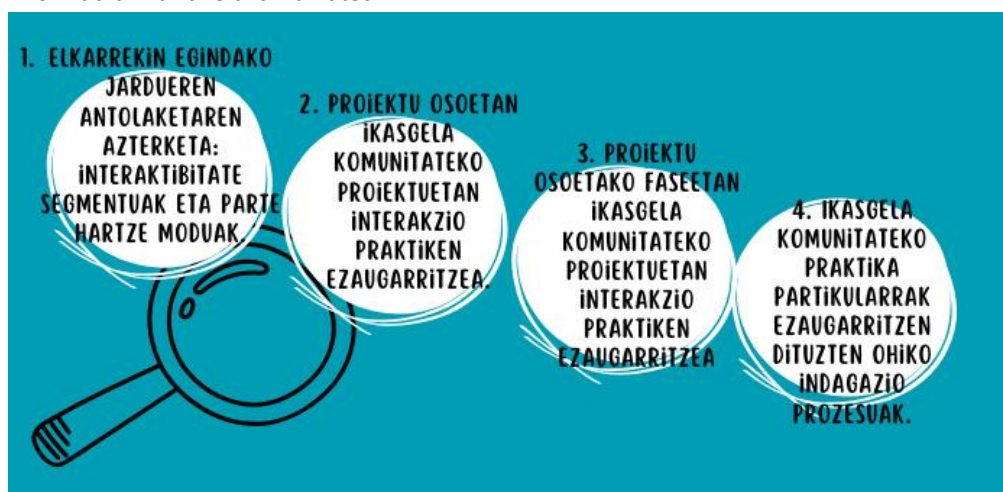 1. ELKARREKIN EGINDAKO
JARDUEREN
ANTOLAKETAREN
AZTERKETA:
INTERAKTIBITATE
SEGMENTUAK ETA PARTE
HARTZE MODUAK.
2. PROIEKTU OSOETAN
IKASGELA
KOMUNITATEKO
PROIEKTUETAN
INTERAKZIO
PRAKTIKEN
EZAUGARRITZEA.
3. PROIEKTU
OSOETAKO FASEETAN
IKASGELA
KOMUNITATEKO
PROIEKTUETAN
INTERAKZIO
PRAKTIKEN
EZAUGARRITZEA
4. IKASGELA
KOMUNITATEKO
PRAKTIKA
PARTIKULARRAK
EZAUGARRITZEN
DITUZTEN OHIKO
INDAGAZIO
PROZESUAK.